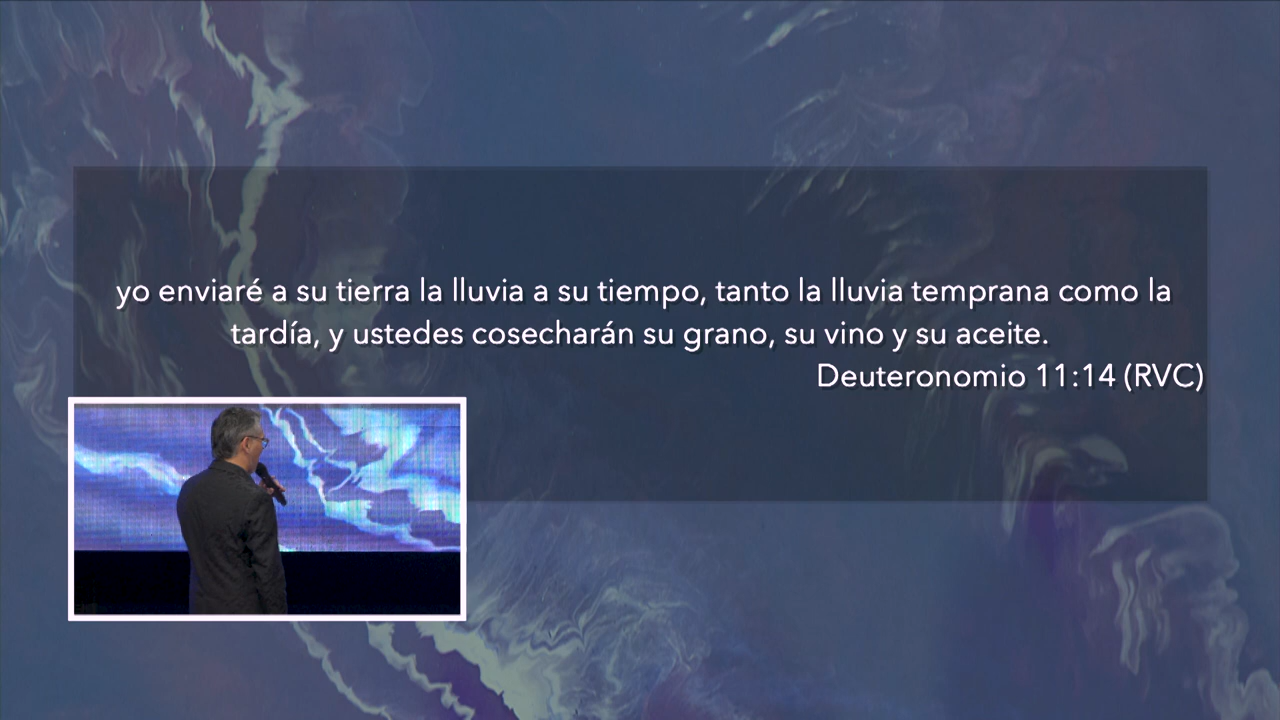 yo enviaré a su tierra la lluvia a su tiempo, tanto la lluvia temprana como la
tardía, y ustedes cosecharán su grano, su vino y su aceite.
Deuteronomio 11:14 (RVC)